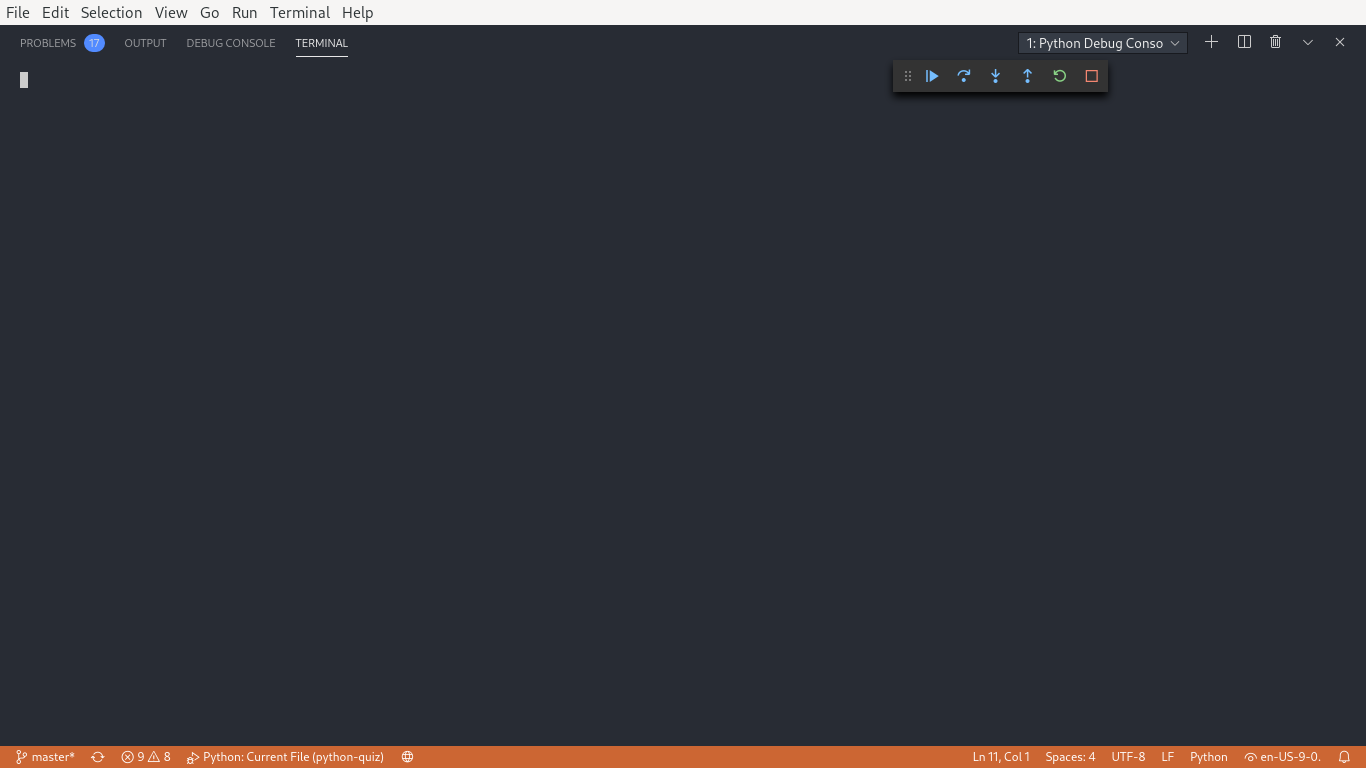 File Edit Selection View Go Run Terminal Help
PROBLEMS 17 OUTPUT DEBUG CONSOLE TERMINAL 1: Python Debug Conso
master* 9 8 Python: Current File (python-quiz) Ln 11, Col 1 Spaces: 4 UTF-8 LF Python en-US-9-0.